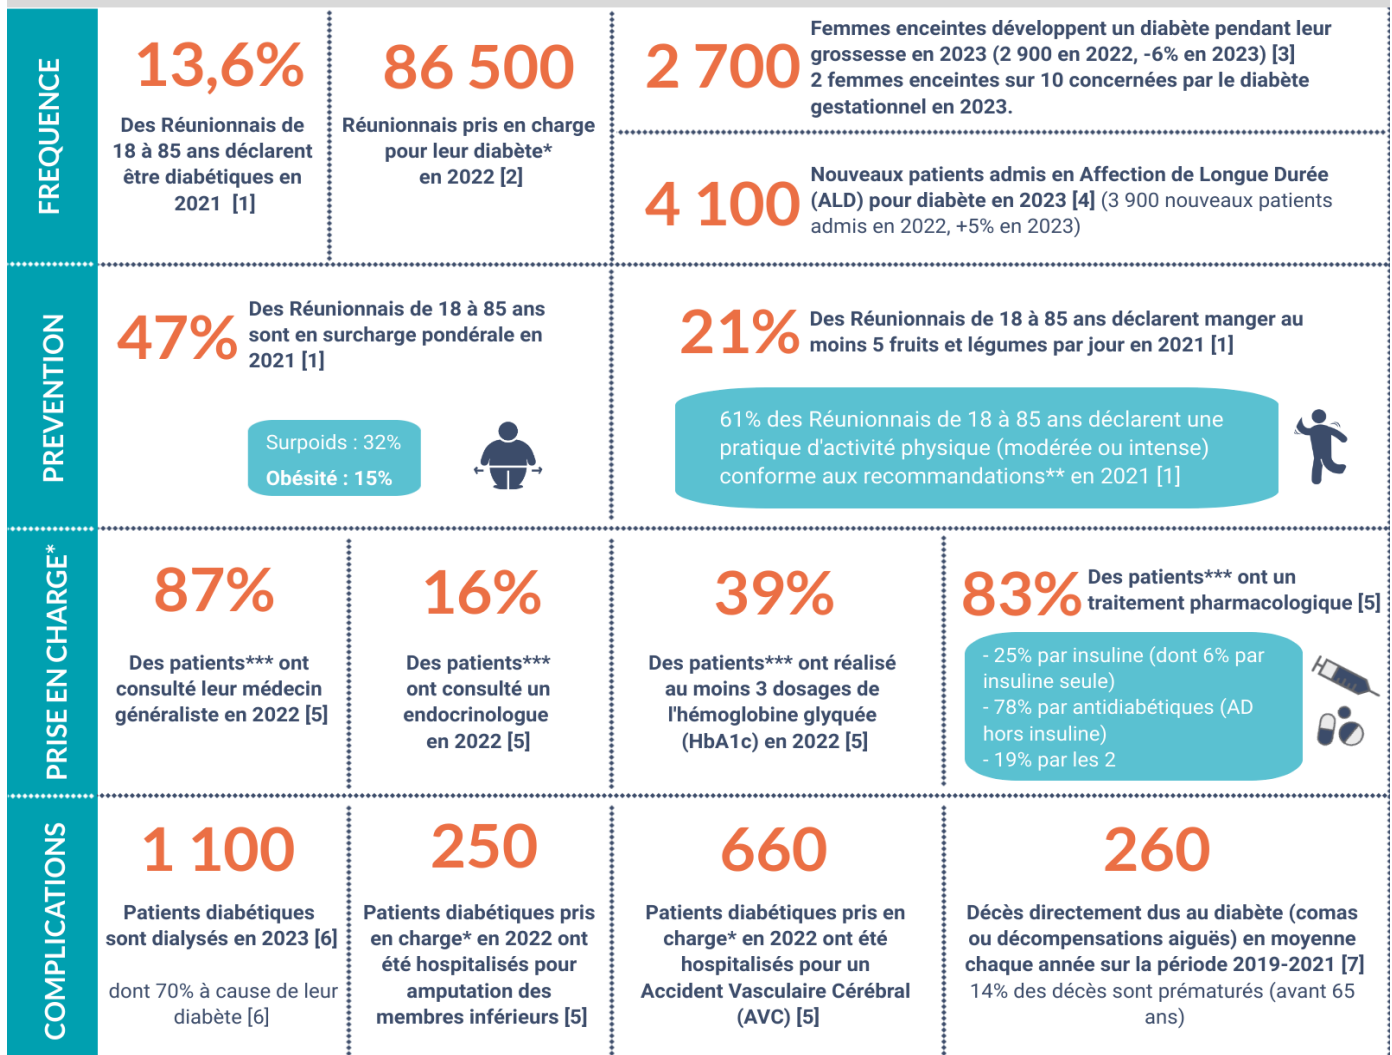 FREQUENCE
13,6%
Des Réunionnais de
18 à 85 ans déclarent
être diabétiques en
2021 [1]
86 500
Réunionnais pris en charge
pour leur diabète*
en 2022 [2]
2 700
Femmes enceintes développent un diabète pendant leur
grossesse en 2023 (2 900 en 2022, -6% en 2023) [3]
2 femmes enceintes sur 10 concernées par le diabète
gestationnel en 2023.
4 100
Nouveaux patients admis en Affection de Longue Durée
(ALD) pour diabète en 2023 [4] (3 900 nouveaux patients
admis en 2022, +5% en 2023)
PREVENTION
47%
Des Réunionnais de 18 à 85 ans
sont en surcharge pondérale en
2021 [1]
Surpoids : 32%
Obésité : 15%
21%
Des Réunionnais de 18 à 85 ans déclarent manger au
moins 5 fruits et légumes par jour en 2021 [1]
61% des Réunionnais de 18 à 85 ans déclarent une
pratique d'activité physique (modérée ou intense)
conforme aux recommandations** en 2021 [1]
PRISE EN CHARGE*
87%
Des patients*** ont
consulté leur médecin
généraliste en 2022 [5]
16%
Des patients***
ont consulté un
endocrinologue
en 2022 [5]
39%
Des patients*** ont réalisé
au moins 3 dosages de
l'hémoglobine glyquée
(HbA1c) en 2022 [5]
83%
Des patients*** ont un
traitement pharmacologique [5]
- 25% par insuline (dont 6% par
insuline seule)
- 78% par antidiabétiques (AD
hors insuline)
- 19% par les 2
COMPLICATIONS
1 100
Patients diabétiques
sont dialysés en 2023 [6]
dont 70% à cause de leur
diabète [6]
250
Patients diabétiques pris
en charge* en 2022 ont
été hospitalisés pour
amputation des
membres inférieurs [5]
660
Patients diabétiques pris en
charge* en 2022 ont été
hospitalisés pour un
Accident Vasculaire Cérébral
(AVC) [5]
260
Décès directement dus au diabète (comas
ou décompensations aiguës) en moyenne
chaque année sur la période 2019-2021 [7]
14% des décès sont prématurés (avant 65
ans)